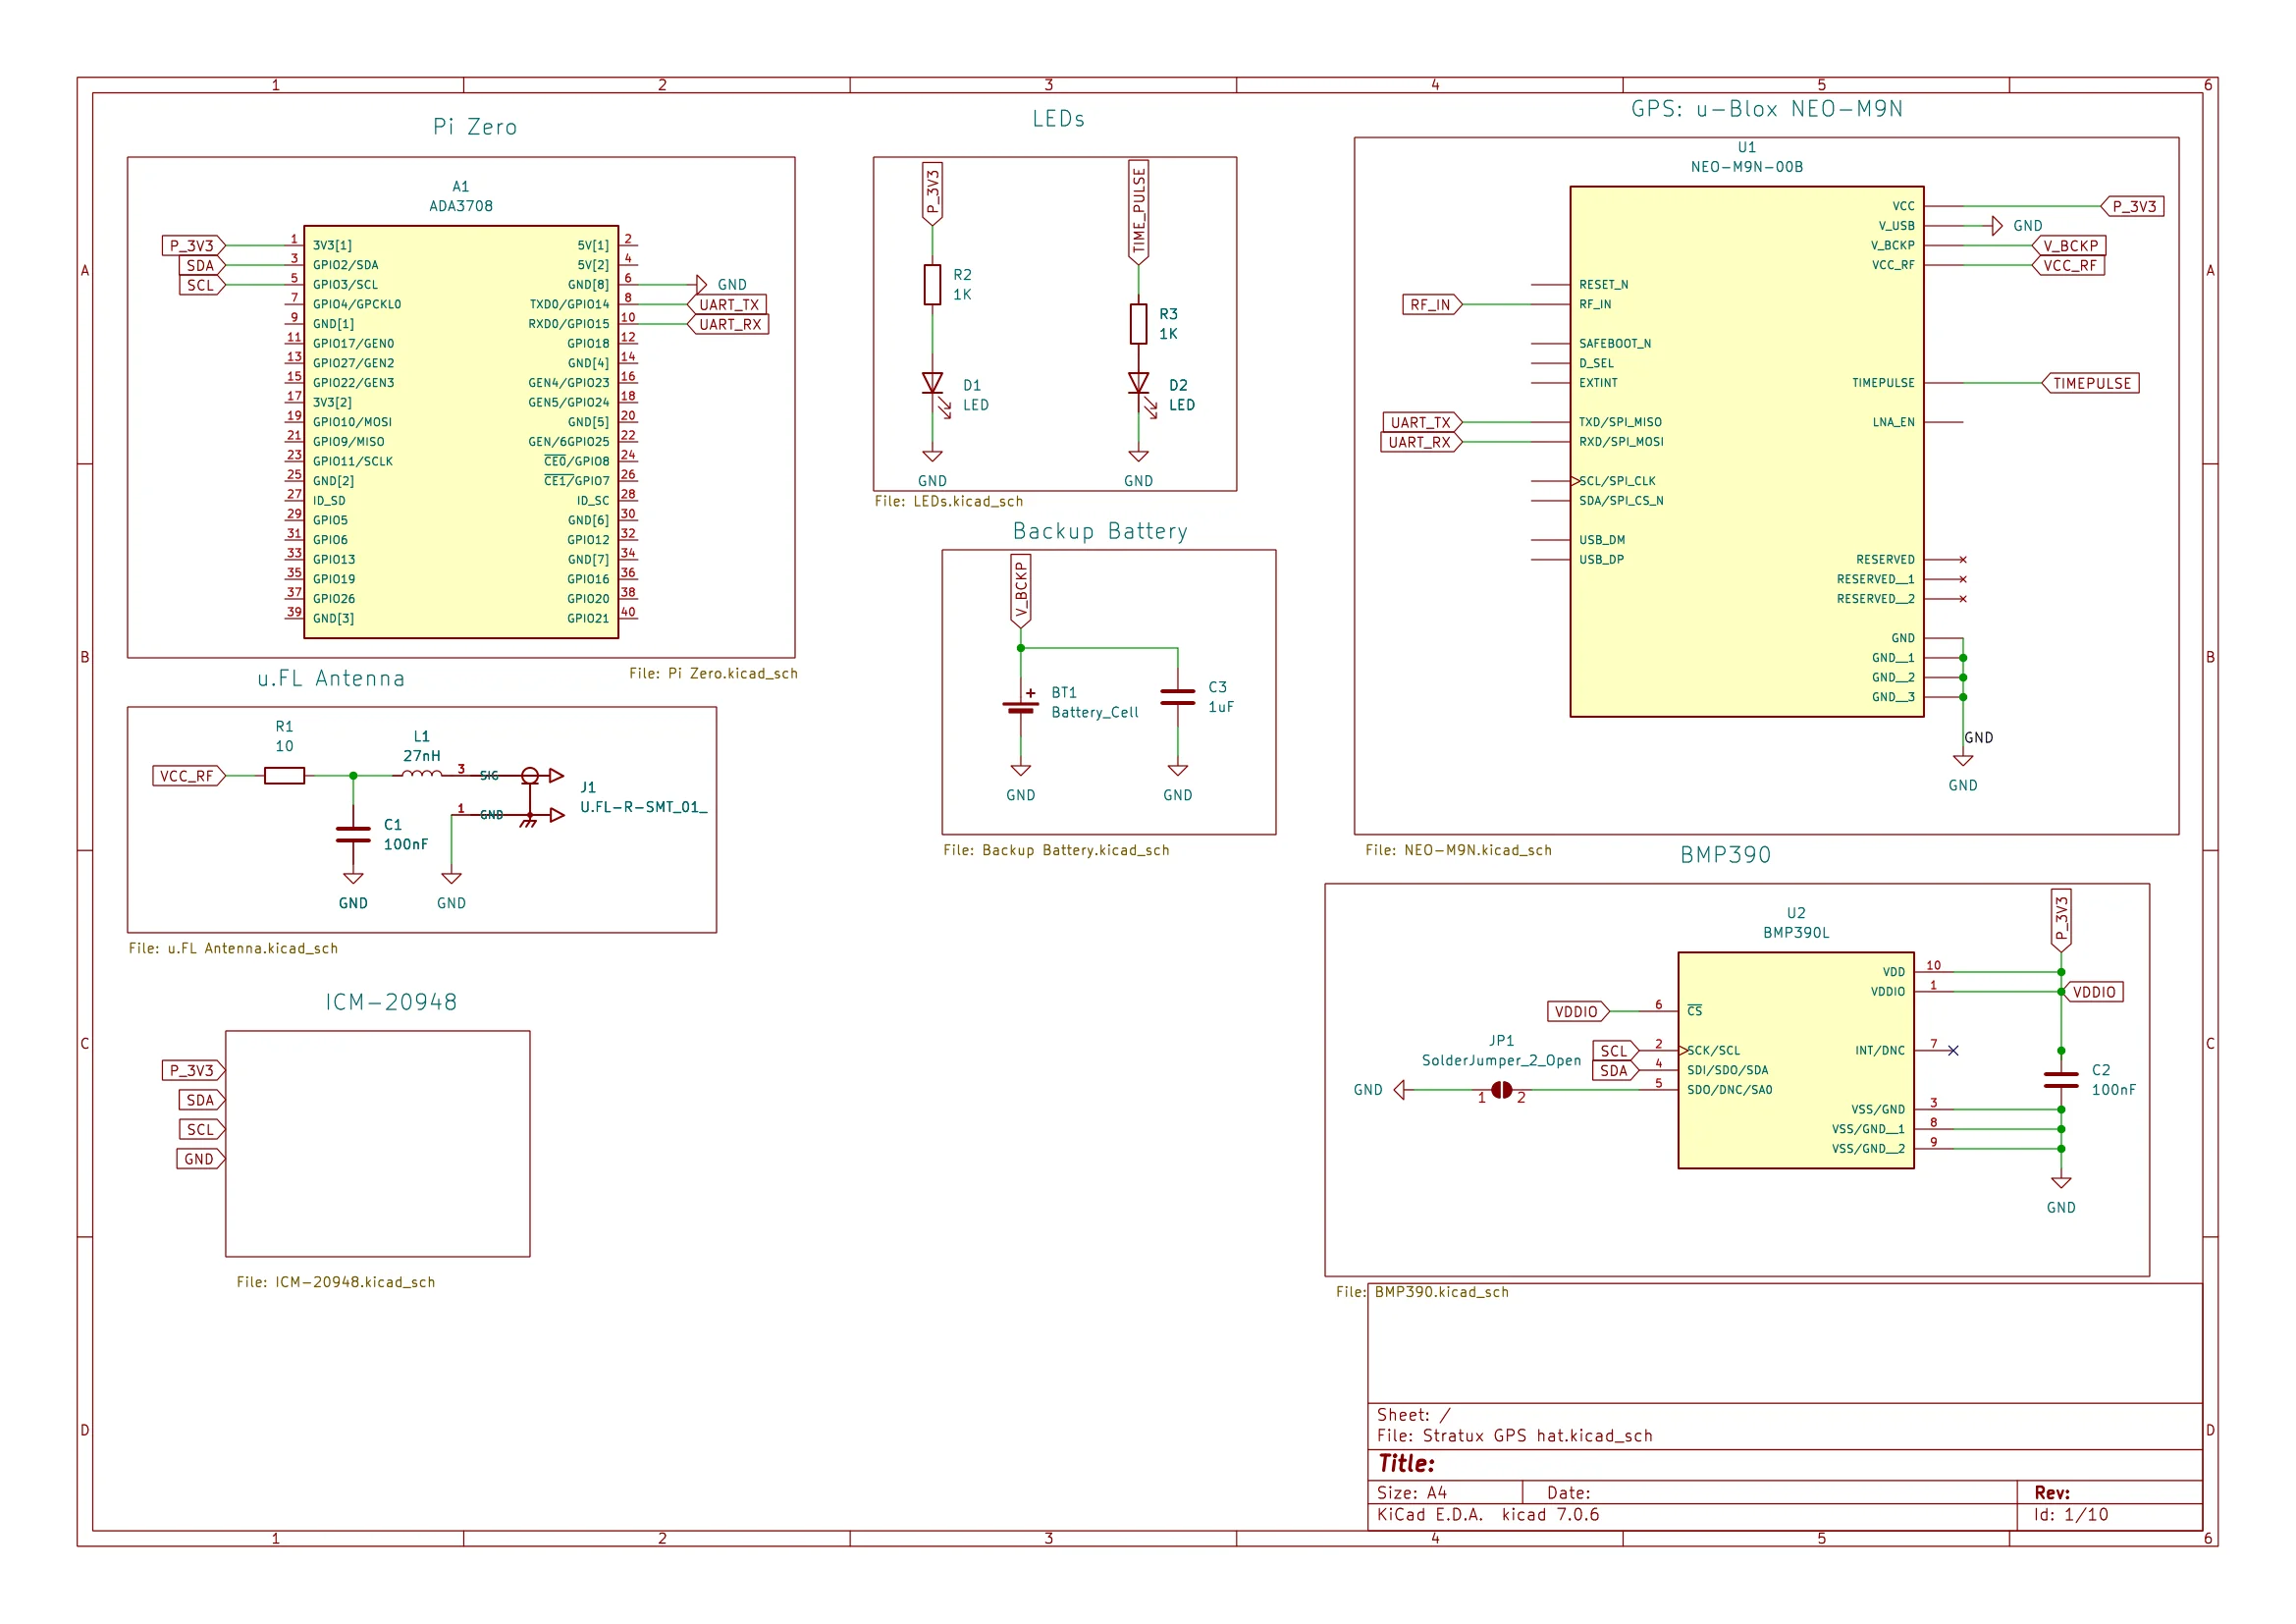 1 2 3 4 5 6
A
B
C
D
A
B
C
D
1 2 3 4 5 6
Pi Zero
A1
ADA3708
P_3V3
SDA
SCL
1 3V3[1]
3 GPIO2/SDA
5 GPIO3/SCL
7 GPIO4/GPCKL0
9 GND[1]
11 GPIO17/GEN0
13 GPIO27/GEN2
15 GPIO22/GEN3
17 3V3[2]
19 GPIO10/MOSI
21 GPIO9/MISO
23 GPIO11/SCLK
25 GND[2]
27 ID_SD
29 GPIO5
31 GPIO6
33 GPIO13
35 GPIO19
37 GPIO26
39 GND[3]
5V[1] 2
5V[2] 4
GND[8] 6
TXD0/GPIO14 8
RXD0/GPIO15 10
GPIO18 12
GND[4] 14
GEN4/GPIO23 16
GEN5/GPIO24 18
GND[5] 20
GEN/6GPIO25 22
CE0/GPIO8 24
CE1/GPIO7 26
ID_SC 28
GND[6] 30
GPIO12 32
GND[7] 34
GPIO16 36
GPIO20 38
GPIO21 40
GND
UART_TX
UART_RX
File: Pi Zero.kicad_sch
LEDs
P_3V3
R2
1K
D1
LED
GND
TIME_PULSE
R3
1K
D2
LED
GND
File: LEDs.kicad_sch
Backup Battery
V_BCKP
BT1
Battery_Cell
+
GND
C3
1uF
GND
File: Backup Battery.kicad_sch
GPS: u-Blox NEO-M9N
U1
NEO-M9N-00B
RF_IN
UART_TX
UART_RX
RESET_N
RF_IN
SAFEBOOT_N
D_SEL
EXTINT
TXD/SPI_MISO
RXD/SPI_MOSI
SCL/SPI_CLK
SDA/SPI_CS_N
USB_DM
USB_DP
VCC
V_USB
V_BCKP
VCC_RF
TIMEPULSE
LNA_EN
RESERVED
RESERVED__1
RESERVED__2
GND
GND__1
GND__2
GND__3
P_3V3
GND
V_BCKP
VCC_RF
TIMEPULSE
GND
GND
File: NEO-M9N.kicad_sch
u.FL Antenna
VCC_RF
R1
10
L1
27nH
C1
100nF
GND
3 SIG
1 GND
J1
U.FL-R-SMT_01_
GND
File: u.FL Antenna.kicad_sch
ICM-20948
P_3V3
SDA
SCL
GND
File: ICM-20948.kicad_sch
BMP390
U2
BMP390L
VDDIO
SCL
SDA
6 CS
2 SCK/SCL
4 SDI/SDO/SDA
5 SDO/DNC/SA0
JP1
SolderJumper_2_Open
GND
1 2
VDD 10
VDDIO 1
INT/DNC 7
VSS/GND 3
VSS/GND__1 8
VSS/GND__2 9
P_3V3
VDDIO
C2
100nF
GND
File: BMP390.kicad_sch
Sheet: /
File: Stratux GPS hat.kicad_sch
Title:
Size: A4 Date: Rev:
KiCad E.D.A. kicad 7.0.6 Id: 1/10